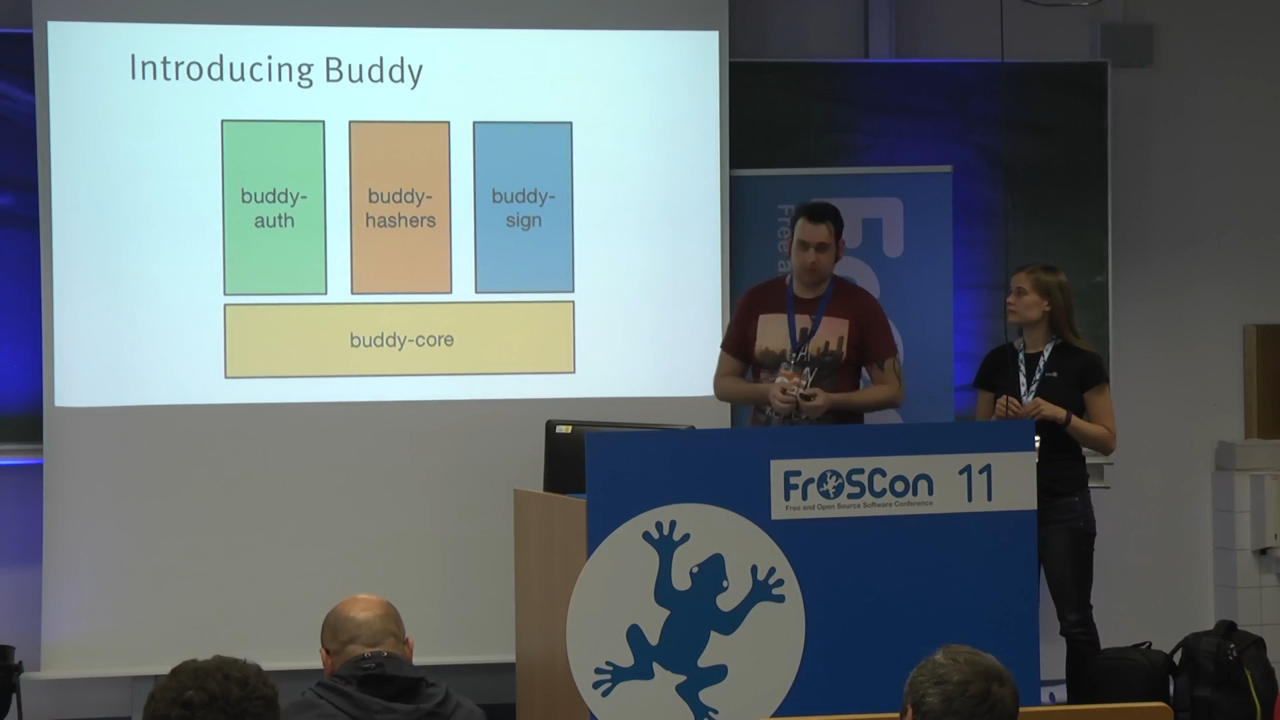 Introducing Buddy
buddy-
auth
buddy-
hashers
buddy-
sign
buddy-core
FrOSCon 11
Free and Open Source Software Conference